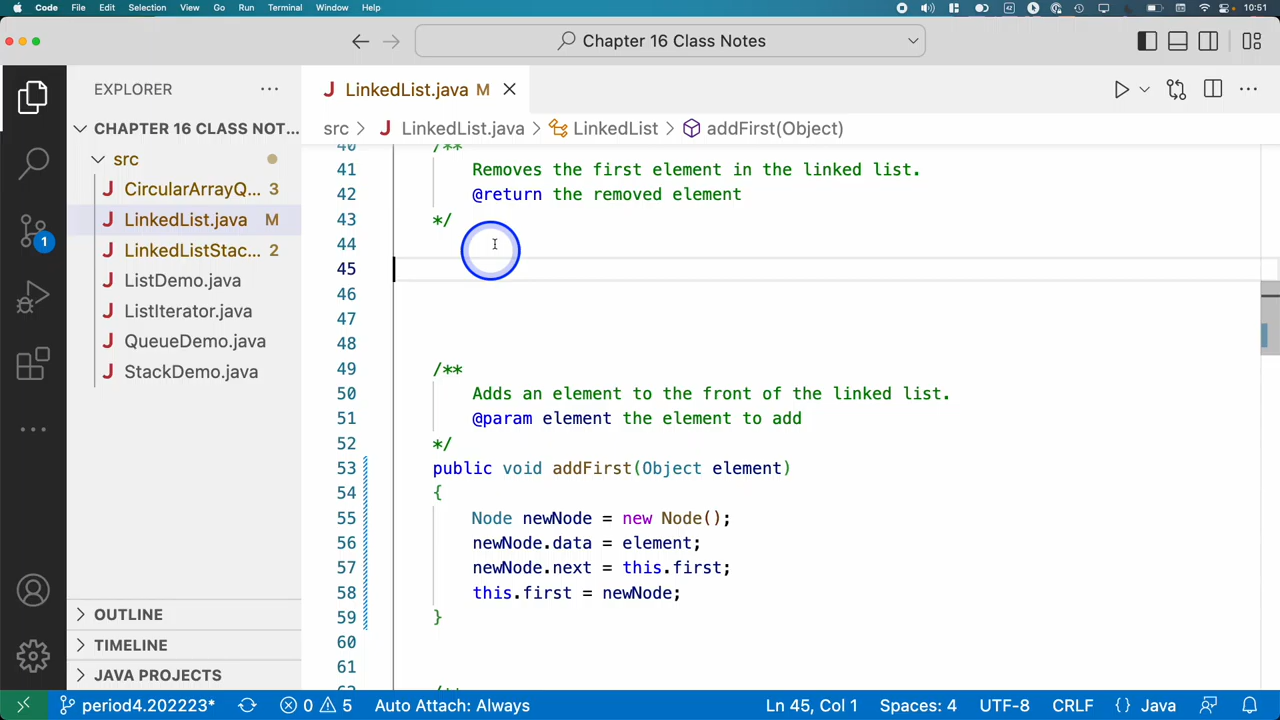 Code File Edit Selection View Go Run Terminal Window Help 10:51
Chapter 16 Class Notes
EXPLORER
LinkedList.java M
CHAPTER 16 CLASS NOT...
src
CircularArrayQ... 3
LinkedList.java M
LinkedListStac... 2
ListDemo.java
ListIterator.java
QueueDemo.java
StackDemo.java
OUTLINE
TIMELINE
JAVA PROJECTS
src > LinkedList.java > LinkedList > addFirst(Object)
40 /**
41 Removes the first element in the linked list.
42 @return the removed element
43 */
44
45
46
47
48
49 /**
50 Adds an element to the front of the linked list.
51 @param element the element to add
52 */
53 public void addFirst(Object element)
54 {
55 Node newNode = new Node();
56 newNode.data = element;
57 newNode.next = this.first;
58 this.first = newNode;
59 }
60
61
62 /**
1
period4.202223* 0 5 Auto Attach: Always Ln 45, Col 1 Spaces: 4 UTF-8 CRLF {} Java